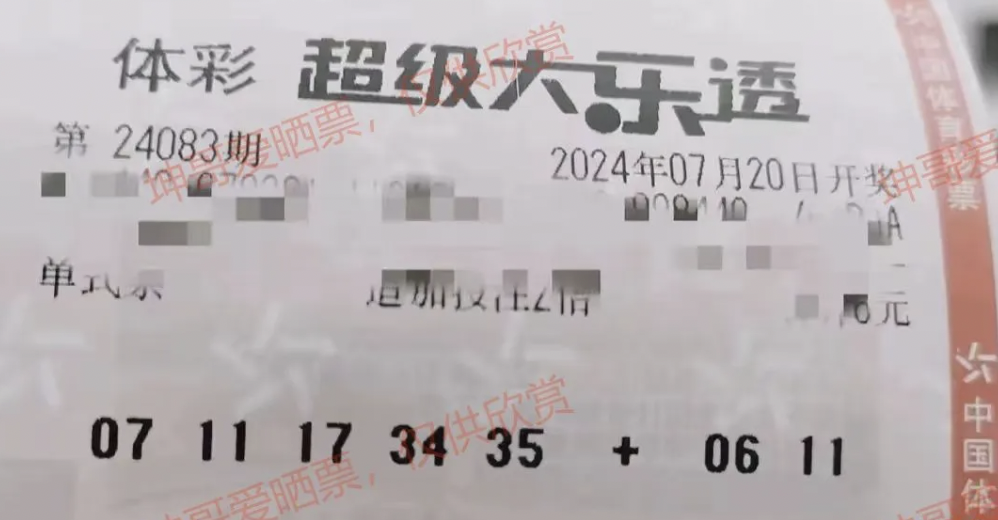 体彩 超级大乐透
第 24083期
2024年07月20日开奖
单式票
追加投注2倍
6元
07 11 17 34 35 + 06 11
坤哥爱晒票，仅供欣赏
坤哥爱晒票，仅供欣赏
坤哥爱
中国体育彩票
中国体